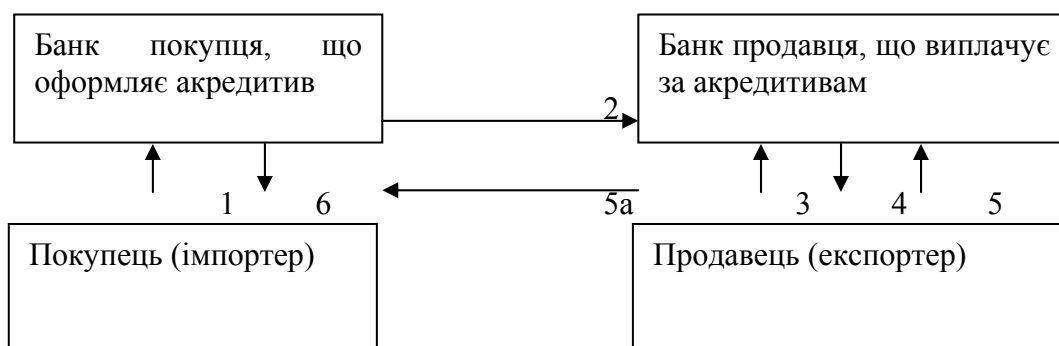 Банк покупця, що
оформляє акредитив
Банк продавця, що виплачує
за акредитивам
2
1 6 5а 3 4 5
Покупець (імпортер)
Продавець (експортер)